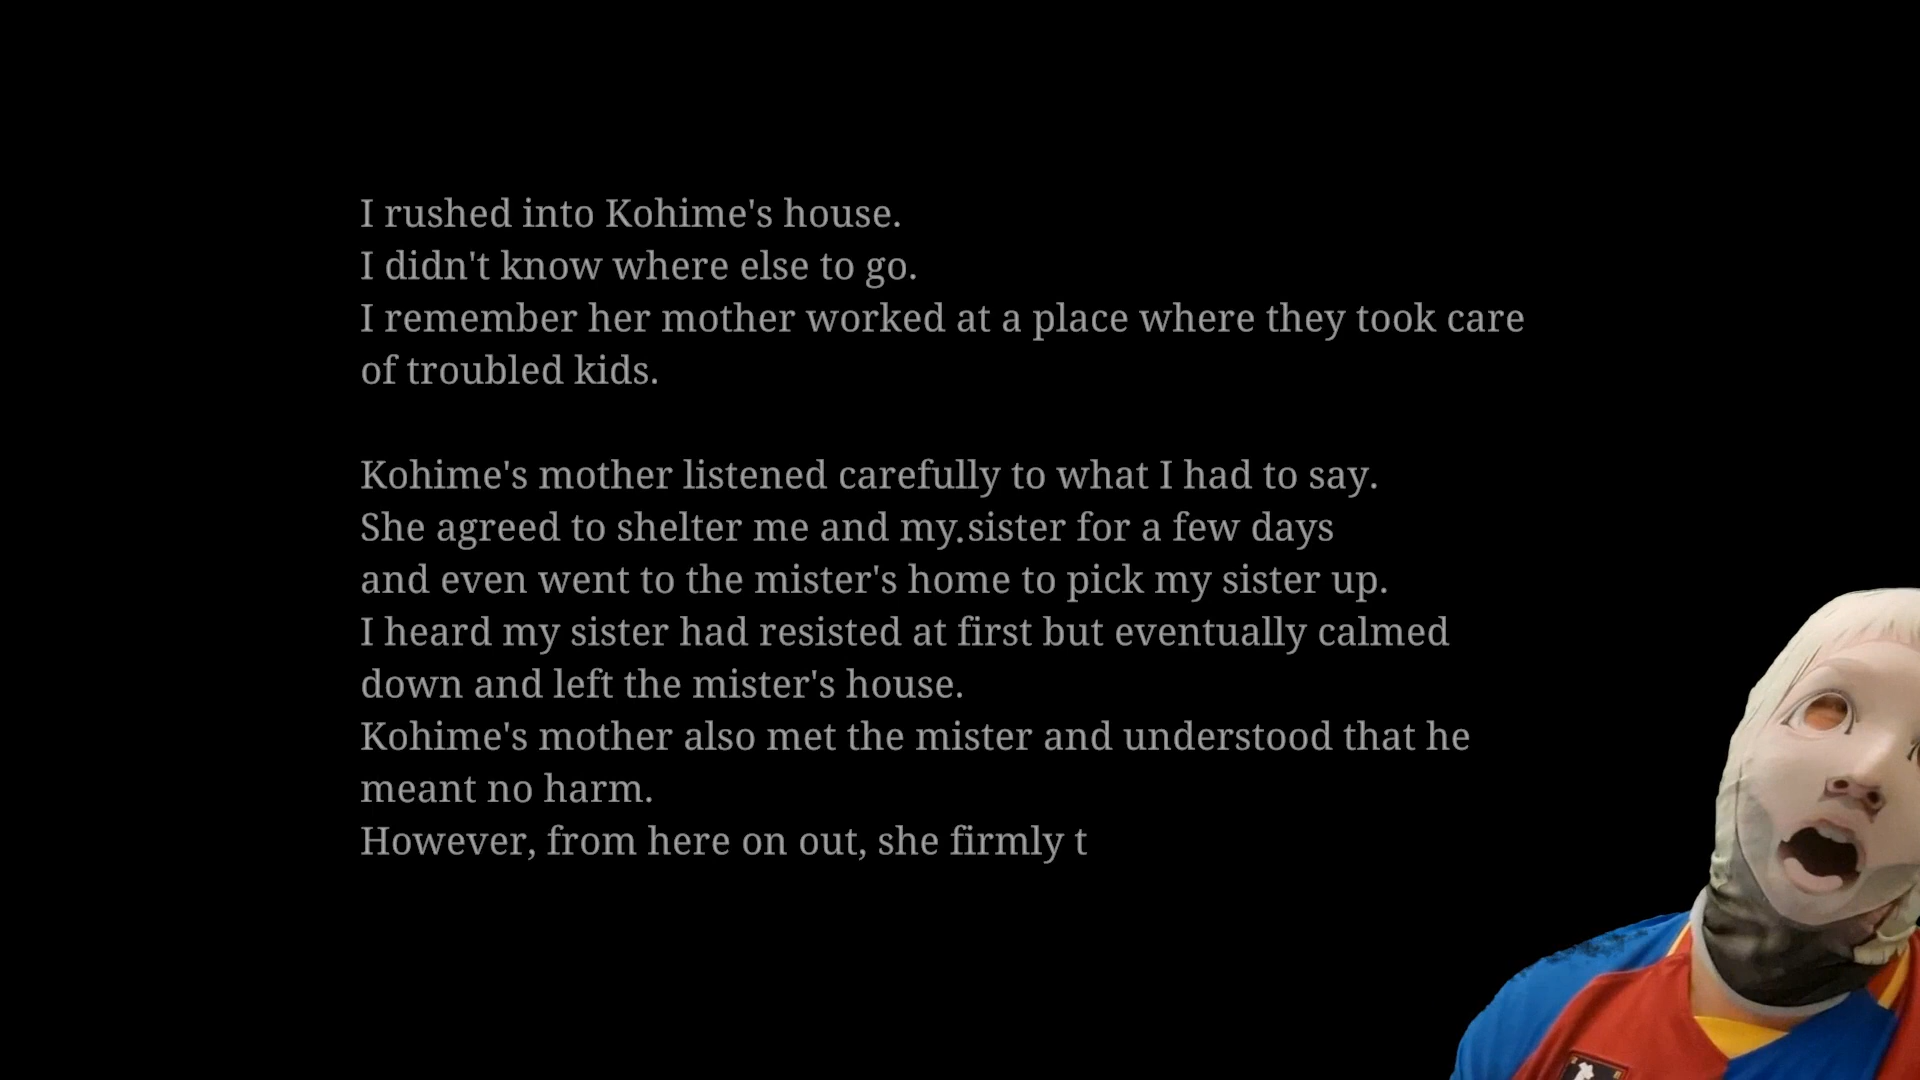 I rushed into Kohime's house.
I didn't know where else to go.
I remember her mother worked at a place where they took care
of troubled kids.
Kohime's mother listened carefully to what I had to say.
She agreed to shelter me and my.sister for a few days
and even went to the mister's home to pick my sister up.
I heard my sister had resisted at first but eventually calmed
down and left the mister's house.
Kohime's mother also met the mister and understood that he
meant no harm.
However, from here on out, she firmly t